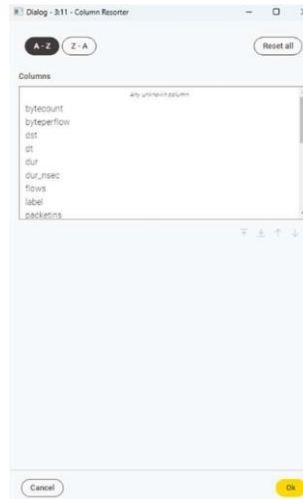 Dialog - 3:11 - Column Resorter
A - Z
Z - A
Reset all
Columns
Any unknown column
bytecount
byteperflow
dst
dt
dur
dur_nsec
flows
label
packetins
Cancel
Ok